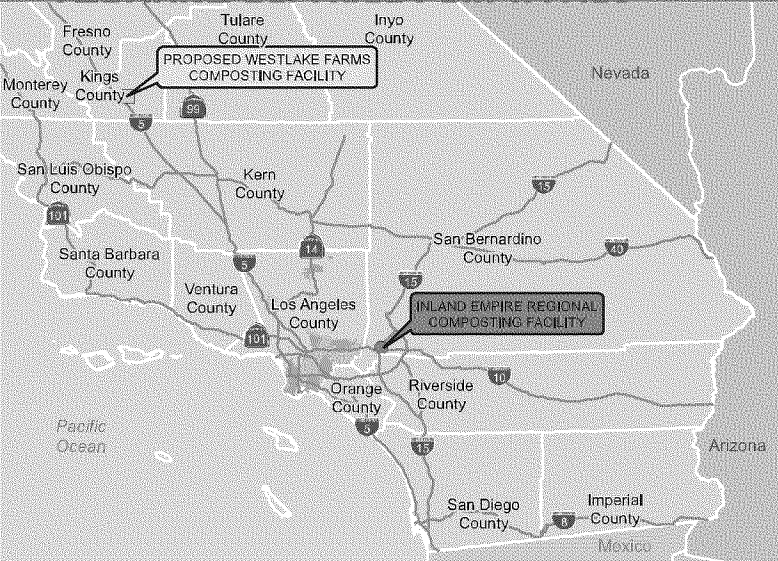 Fresno
County
Tulare
County
Inyo
County
PROPOSED WESTLAKE FARMS
COMPOSTING FACILITY
Nevada
Monterey
County
Kings
County
99
5
San Luis Obispo
County
Kern
County
15
101
Santa Barbara
County
14
San Bernardino
County
40
5
15
Ventura
County
Los Angeles
County
INLAND EMPIRE REGIONAL
COMPOSTING FACILITY
101
10
Orange
County
Riverside
County
Pacific
Ocean
5
15
Arizona
San Diego
County
8
Imperial
County
Mexico